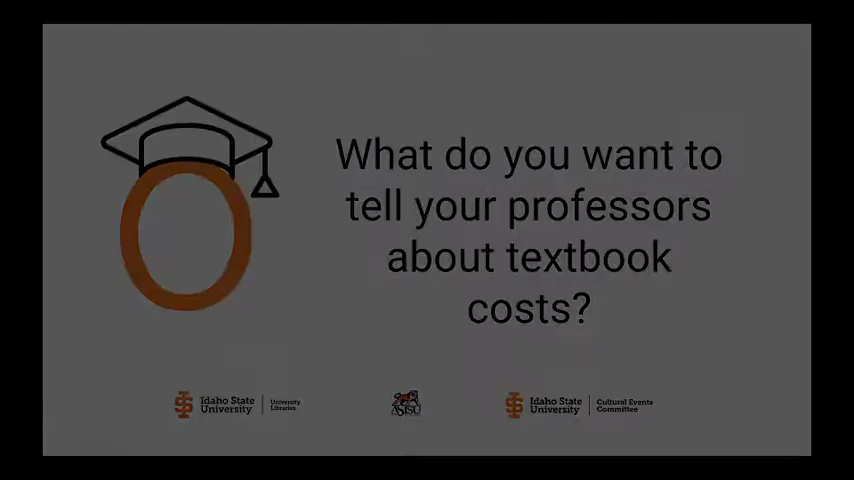 What do you want to
tell your professors
about textbook
costs?
Idaho State
University
University
Libraries
ASISU
Idaho State
University
Cultural Events
Committee